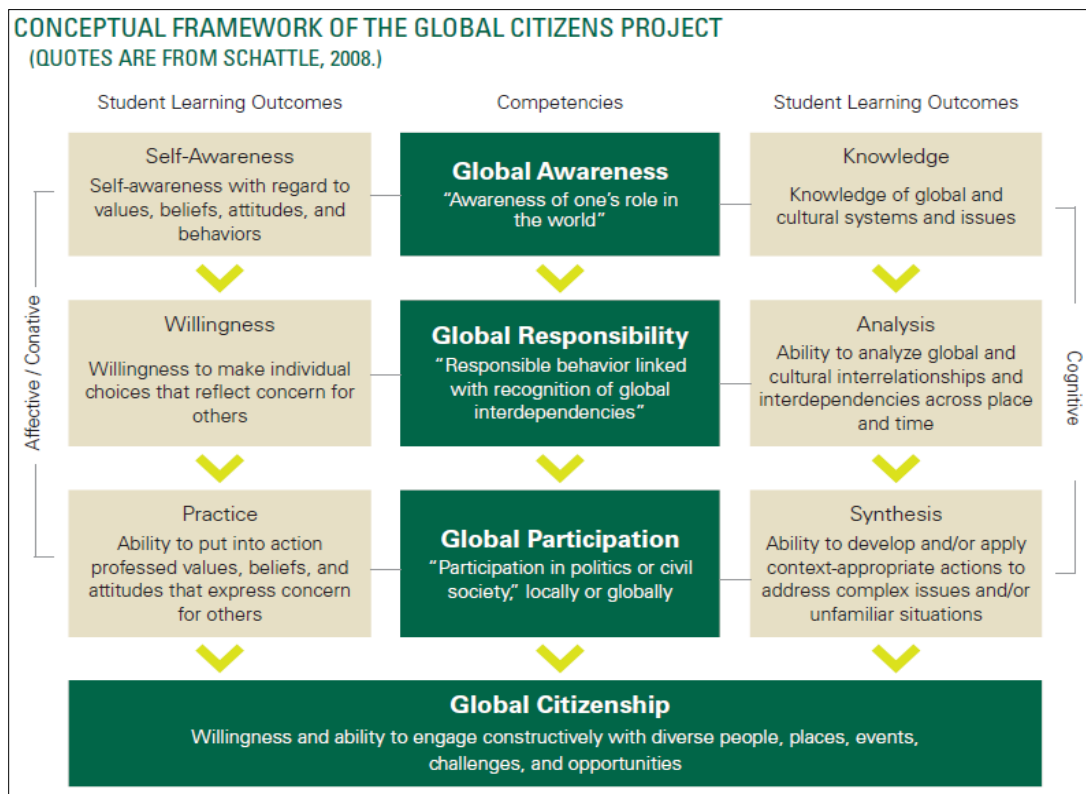 CONCEPTUAL FRAMEWORK OF THE GLOBAL CITIZENS PROJECT
(QUOTES ARE FROM SCHATTLE, 2008.)
Student Learning Outcomes
Competencies
Student Learning Outcomes
Affective / Conative
Self-Awareness
Self-awareness with regard to
values, beliefs, attitudes, and
behaviors
Global Awareness
“Awareness of one’s role in
the world”
Knowledge
Knowledge of global and
cultural systems and issues
Willingness
Willingness to make individual
choices that reflect concern for
others
Global Responsibility
“Responsible behavior linked
with recognition of global
interdependencies”
Analysis
Ability to analyze global and
cultural interrelationships and
interdependencies across place
and time
Cognitive
Practice
Ability to put into action
professed values, beliefs, and
attitudes that express concern
for others
Global Participation
“Participation in politics or civil
society,” locally or globally
Synthesis
Ability to develop and/or apply
context-appropriate actions to
address complex issues and/or
unfamiliar situations
Global Citizenship
Willingness and ability to engage constructively with diverse people, places, events,
challenges, and opportunities